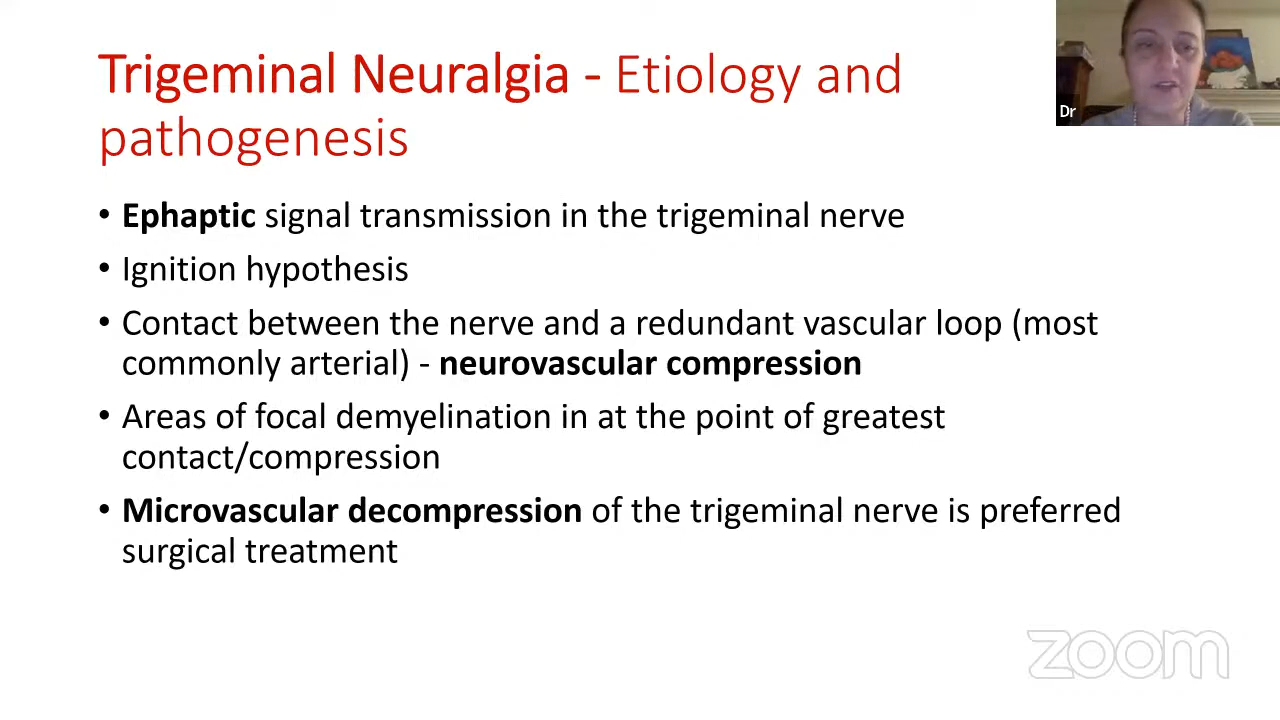 Trigeminal Neuralgia - Etiology and
pathogenesis
Dr
• Ephaptic signal transmission in the trigeminal nerve
• Ignition hypothesis
• Contact between the nerve and a redundant vascular loop (most
commonly arterial) - neurovascular compression
• Areas of focal demyelination in at the point of greatest
contact/compression
• Microvascular decompression of the trigeminal nerve is preferred
surgical treatment
zoom